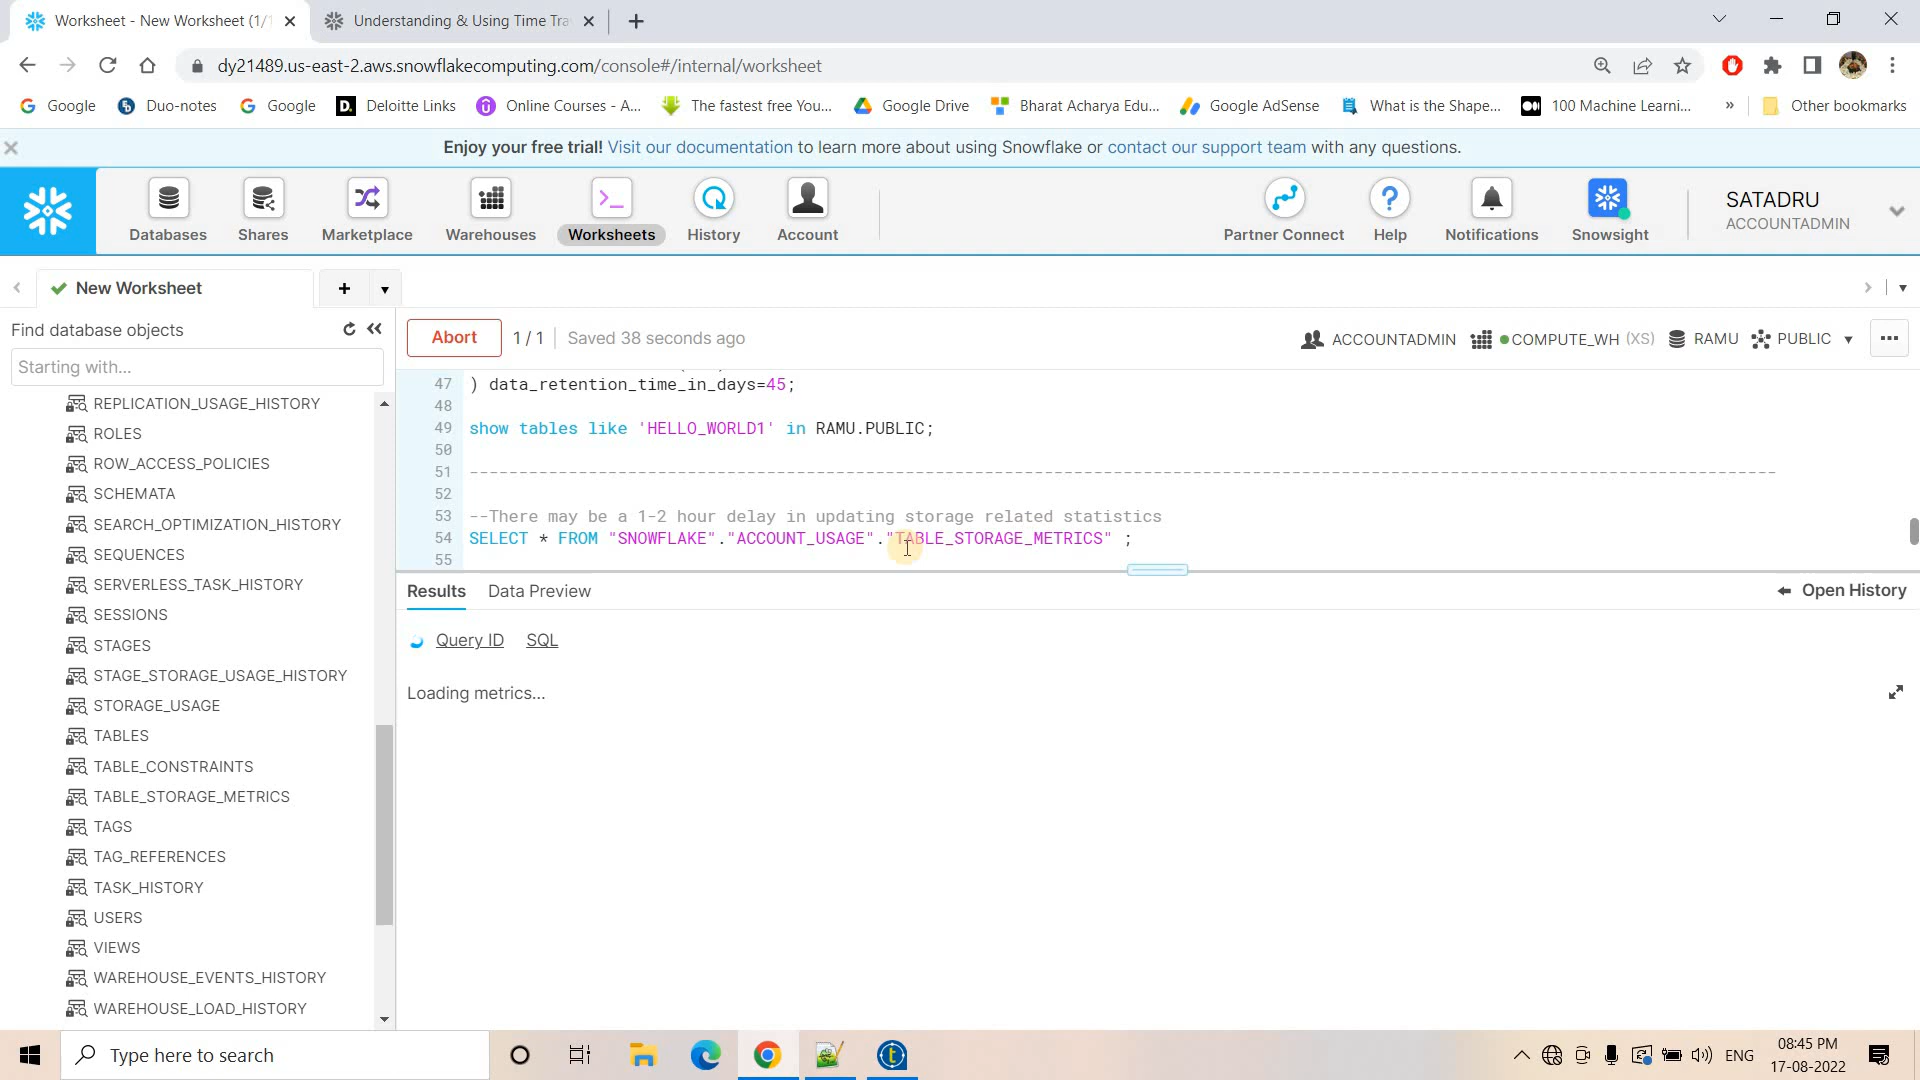 Worksheet - New Worksheet (1/1
Understanding & Using Time Tra
dy21489.us-east-2.aws.snowflakecomputing.com/console#/internal/worksheet
Google
Duo-notes
Google
Deloitte Links
Online Courses - A...
The fastest free You...
Google Drive
Bharat Acharya Edu...
Google AdSense
What is the Shape...
100 Machine Learni...
»
Other bookmarks
Enjoy your free trial! Visit our documentation to learn more about using Snowflake or contact our support team with any questions.
Databases
Shares
Marketplace
Warehouses
Worksheets
History
Account
Partner Connect
Help
Notifications
Snowsight
SATADRU
ACCOUNTADMIN
New Worksheet
Find database objects
Starting with...
REPLICATION_USAGE_HISTORY
ROLES
ROW_ACCESS_POLICIES
SCHEMATA
SEARCH_OPTIMIZATION_HISTORY
SEQUENCES
SERVERLESS_TASK_HISTORY
SESSIONS
STAGES
STAGE_STORAGE_USAGE_HISTORY
STORAGE_USAGE
TABLES
TABLE_CONSTRAINTS
TABLE_STORAGE_METRICS
TAGS
TAG_REFERENCES
TASK_HISTORY
USERS
VIEWS
WAREHOUSE_EVENTS_HISTORY
WAREHOUSE_LOAD_HISTORY
Abort
1 / 1
Saved 38 seconds ago
ACCOUNTADMIN
COMPUTE_WH (XS)
RAMU
PUBLIC
47 ) data_retention_time_in_days=45;
48
49 show tables like 'HELLO_WORLD1' in RAMU.PUBLIC;
50
51 ------------------------------------------------------------------------------------------------------------------------------------
52
53 --There may be a 1-2 hour delay in updating storage related statistics
54 SELECT * FROM "SNOWFLAKE"."ACCOUNT_USAGE"."TABLE_STORAGE_METRICS" ;
55
Results
Data Preview
Open History
Query ID
SQL
Loading metrics...
Type here to search
ENG
08:45 PM
17-08-2022